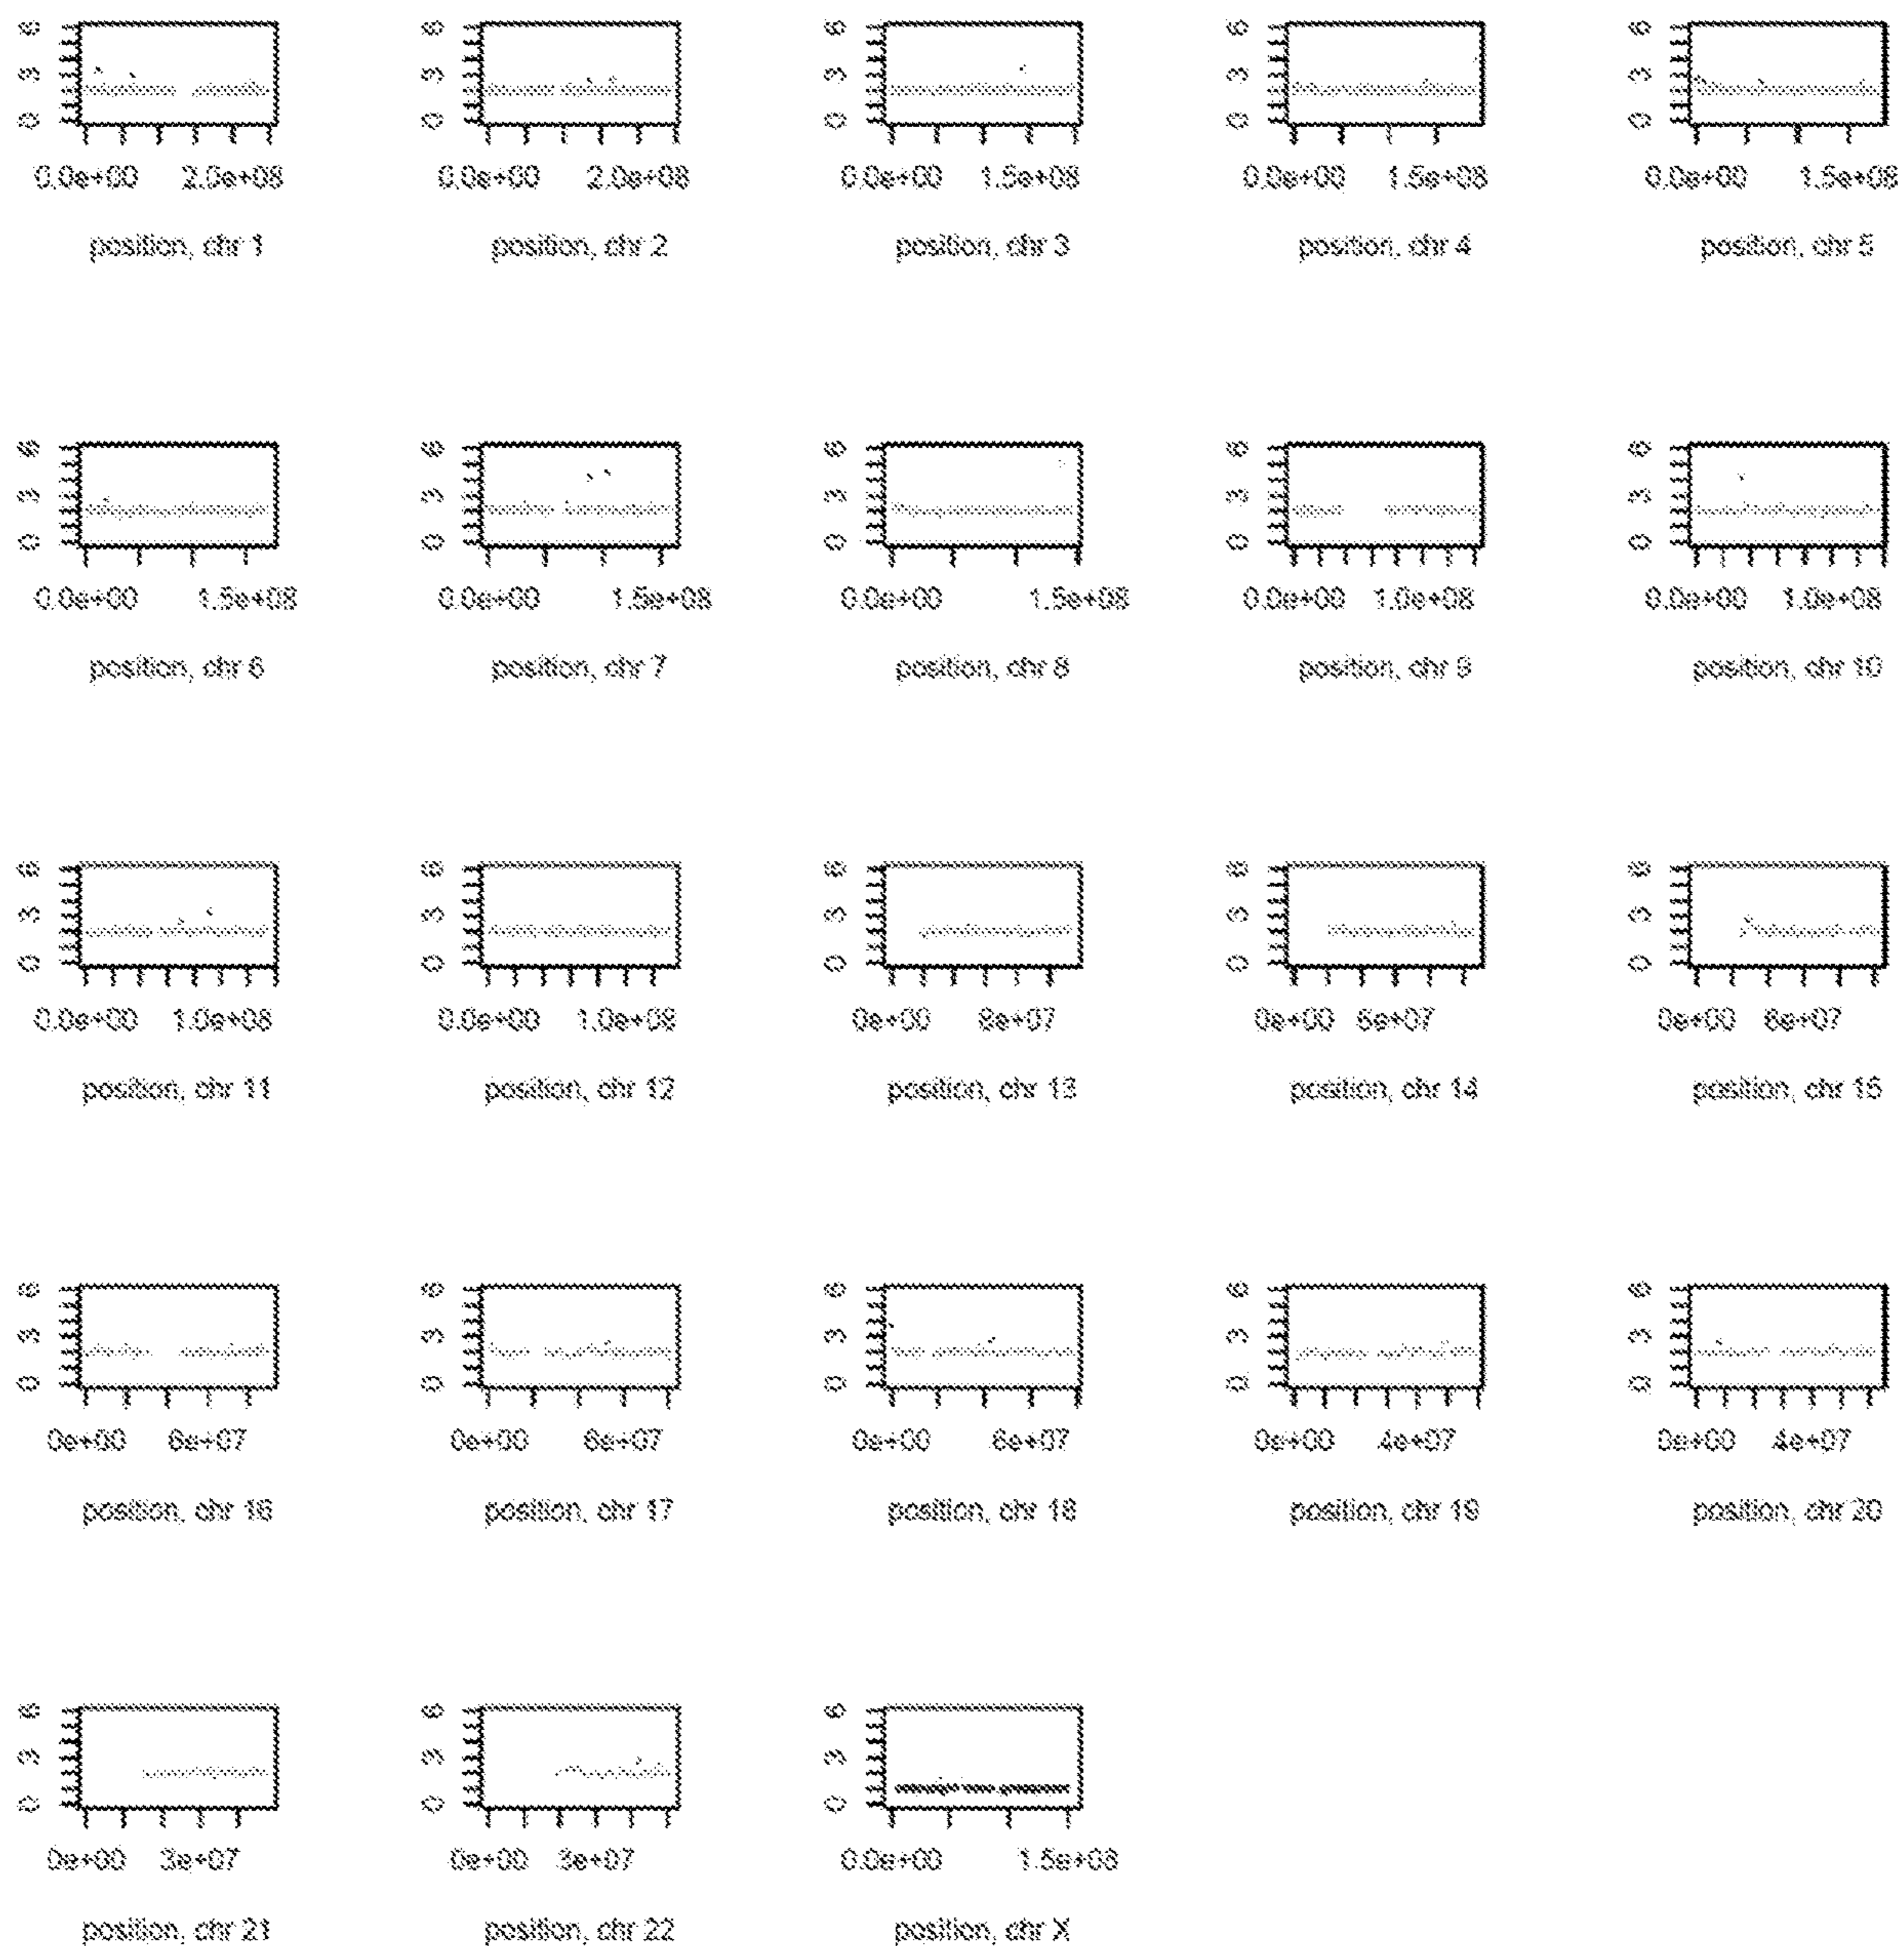 6 6 6 6 6
3 3 3 3 3
0 0 0 0 0
0.0e+00 2.0e+08 0.0e+00 2.0e+08 0.0e+00 1.5e+08 0.0e+00 1.5e+08 0.0e+00 1.5e+08
position, chr 1 position, chr 2 position, chr 3 position, chr 4 position, chr 5
6 6 6 6 6
3 3 3 3 3
0 0 0 0 0
0.0e+00 1.5e+08 0.0e+00 1.5e+08 0.0e+00 1.5e+08 0.0e+00 1.0e+08 0.0e+00 1.0e+08
position, chr 6 position, chr 7 position, chr 8 position, chr 9 position, chr 10
6 6 6 6 6
3 3 3 3 3
0 0 0 0 0
0.0e+00 1.0e+08 0.0e+00 1.0e+08 0e+00 8e+07 0e+00 6e+07 0e+00 6e+07
position, chr 11 position, chr 12 position, chr 13 position, chr 14 position, chr 15
6 6 6 6 6
3 3 3 3 3
0 0 0 0 0
0e+00 6e+07 0e+00 6e+07 0e+00 6e+07 0e+00 4e+07 0e+00 4e+07
position, chr 16 position, chr 17 position, chr 18 position, chr 19 position, chr 20
6 6 6
3 3 3
0 0 0
0e+00 3e+07 0e+00 3e+07 0.0e+00 1.5e+08
position, chr 21 position, chr 22 position, chr X